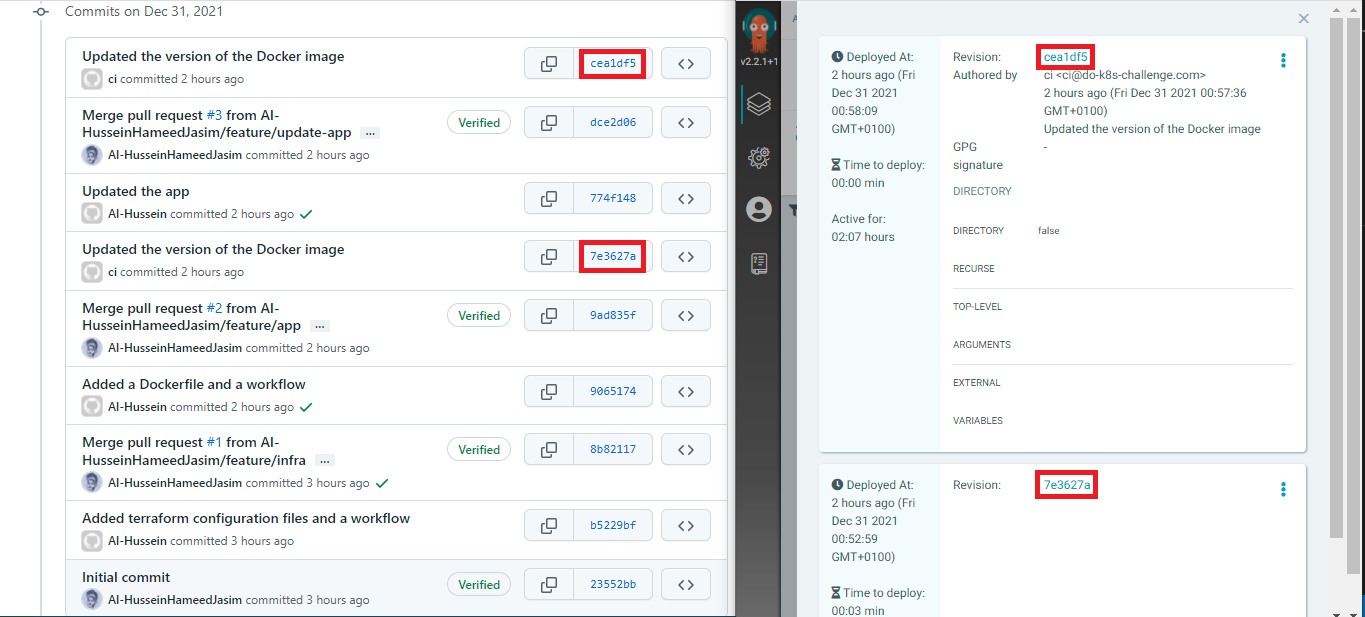 Commits on Dec 31, 2021
Updated the version of the Docker image
ci committed 2 hours ago
cea1df5
Merge pull request #3 from Al-
HusseinHameedJasim/feature/update-app ...
Al-HusseinHameedJasim committed 2 hours ago
Verified
dce2d06
Updated the app
Al-Hussein committed 2 hours ago
774f148
Updated the version of the Docker image
ci committed 2 hours ago
7e3627a
Merge pull request #2 from Al-
HusseinHameedJasim/feature/app ...
Al-HusseinHameedJasim committed 2 hours ago
Verified
9ad835f
Added a Dockerfile and a workflow
Al-Hussein committed 2 hours ago
9065174
Merge pull request #1 from Al-
HusseinHameedJasim/feature/infra ...
Al-HusseinHameedJasim committed 3 hours ago
Verified
8b82117
Added terraform configuration files and a workflow
Al-Hussein committed 3 hours ago
b5229bf
Initial commit
Al-HusseinHameedJasim committed 3 hours ago
Verified
23552bb
v2.2.1+1
Deployed At:
2 hours ago (Fri
Dec 31 2021
00:58:09
GMT+0100)
Time to deploy:
00:00 min
Active for:
02:07 hours
Revision: cea1df5
Authored by ci <ci@do-k8s-challenge.com>
2 hours ago (Fri Dec 31 2021 00:57:36
GMT+0100)
Updated the version of the Docker image
GPG -
signature
DIRECTORY
DIRECTORY false
RECURSE
TOP-LEVEL
ARGUMENTS
EXTERNAL
VARIABLES
Deployed At:
2 hours ago (Fri
Dec 31 2021
00:52:59
GMT+0100)
Time to deploy:
00:03 min
Revision: 7e3627a